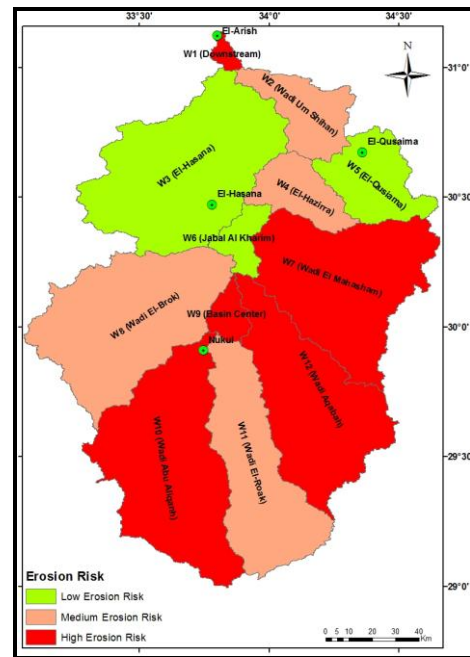 33°30' 34°0' 34°30'
El-Arish
W1 (Downstream)
N
31°0'
W2 (Wadi Um Shihan)
El-Qusaima
W3 (El-Hasana)
W5 (El-Qusiama)
W4 (El-Hazirra)
El-Hasana
30°30'
W6 (Jabal Al Kharim)
W7 (Wadi El Mahashem)
30°0'
W8 (Wadi El-Brok)
W9 (Basin Center)
Nukul
W12 (Wadi Aqabah)
29°30'
W10 (Wadi Abu Aliqanh)
W11 (Wadi El-Roak)
Erosion Risk
Low Erosion Risk
29°0'
Medium Erosion Risk
High Erosion Risk
0 5 10 20 30 40
Km